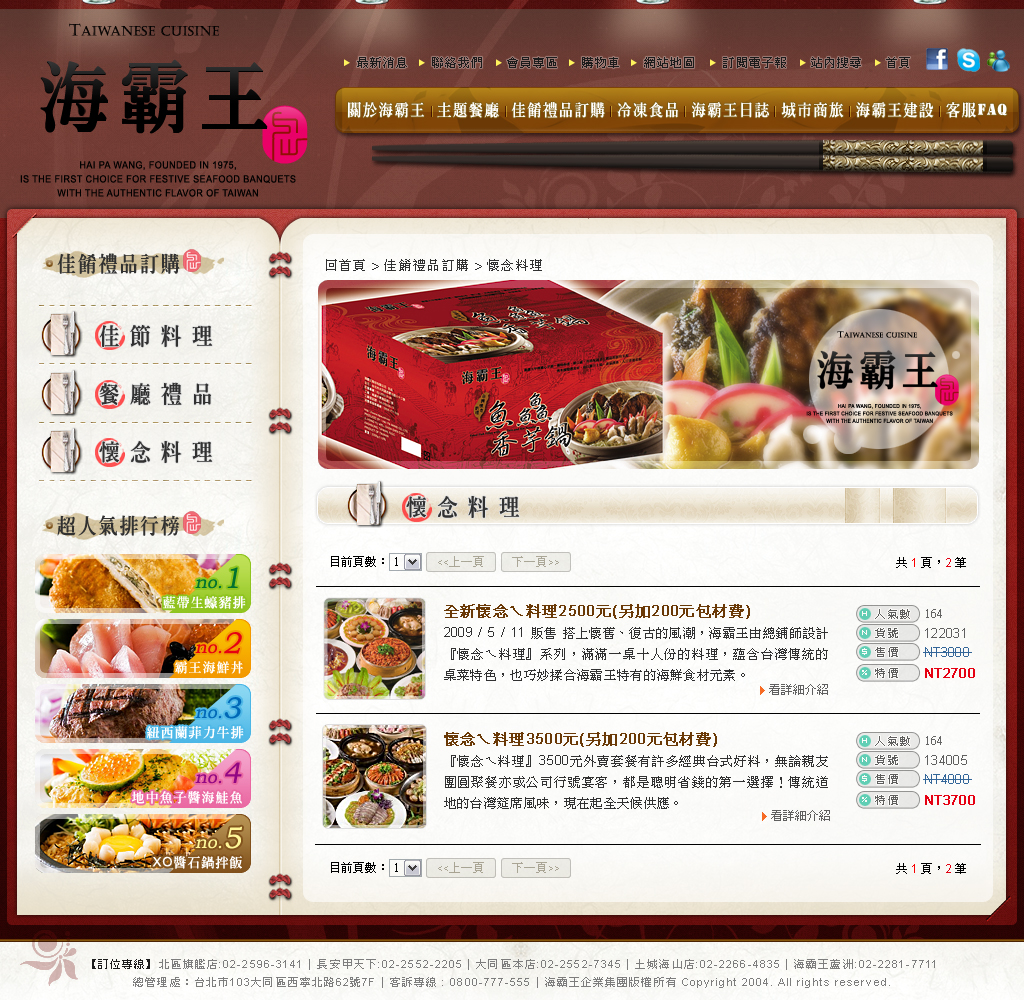 TAIWANESE CUISINE
海霸王
HAI PA WANG, FOUNDED IN 1975,
IS THE FIRST CHOICE FOR FESTIVE SEAFOOD BANQUETS
WITH THE AUTHENTIC FLAVOR OF TAIWAN
最新消息 聯絡我們 會員專區 購物車 網站地圖 訂閱電子報 站內搜尋 首頁
關於海霸王 主題餐廳 佳餚禮品訂購 冷凍食品 海霸王日誌 城市商旅 海霸王建設 客服FAQ
佳餚禮品訂購
佳節料理
餐廳禮品
懷念料理
超人氣排行榜
no.1
藍帶生蠔豬排
no.2
霸王海鮮丼
no.3
紐西蘭菲力牛排
no.4
地中魚子醬海鮭魚
no.5
XO醬石鍋拌飯
回首頁 > 佳餚禮品訂購 > 懷念料理
海霸王
海霸王
鱻魚香芋鍋
TAIWANESE CUISINE
海霸王
HAI PA WANG, FOUNDED IN 1975,
IS THE FIRST CHOICE FOR FESTIVE SEAFOOD BANQUETS
WITH THE AUTHENTIC FLAVOR OF TAIWAN
懷念料理
目前頁數：1 <<上一頁 下一頁>> 共 1 頁，2 筆
全新懷念ㄟ料理2500元(另加200元包材費)
2009 / 5 / 11 販售 搭上懷舊、復古的風潮，海霸王由總鋪師設計
『懷念ㄟ料理』系列，滿滿一桌十人份的料理，蘊含台灣傳統的
桌菜特色，也巧妙揉合海霸王特有的海鮮食材元素。
看詳細介紹
人氣數 164
貨號 122031
售價 NT3000
特價 NT2700
懷念ㄟ料理3500元(另加200元包材費)
『懷念ㄟ料理』3500元外賣套餐有許多經典台式好料，無論親友
團圓聚餐亦或公司行號宴客，都是聰明省錢的第一選擇！傳統道
地的台灣筵席風味，現在起全天候供應。
看詳細介紹
人氣數 164
貨號 134005
售價 NT4000
特價 NT3700
目前頁數：1 <<上一頁 下一頁>> 共 1 頁，2 筆
【訂位專線】北區旗艦店:02-2596-3141 | 長安甲天下:02-2552-2205 | 大同區本店:02-2552-7345 | 土城海山店:02-2266-4835 | 海霸王蘆洲:02-2281-7711
總管理處：台北市103大同區西寧北路62號7F | 客訴專線：0800-777-555 | 海霸王企業集團版權所有 Copyright 2004. All rights reserved.